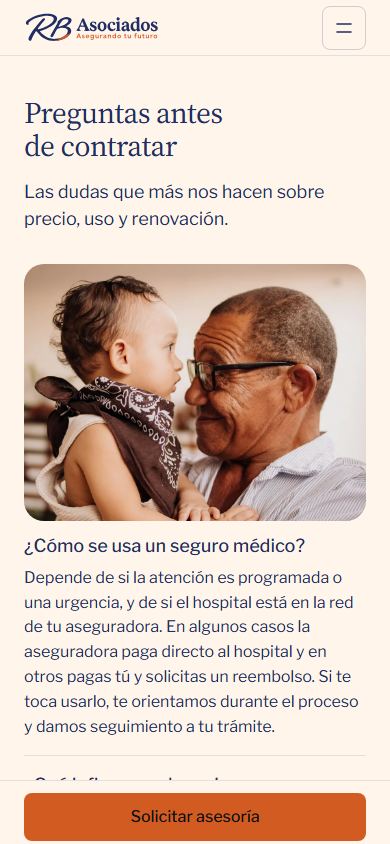 RB Asociados
Asegurando tu futuro
Preguntas antes
de contratar
Las dudas que más nos hacen sobre
precio, uso y renovación.
¿Cómo se usa un seguro médico?
Depende de si la atención es programada o
una urgencia, y de si el hospital está en la red
de tu aseguradora. En algunos casos la
aseguradora paga directo al hospital y en
otros pagas tú y solicitas un reembolso. Si te
toca usarlo, te orientamos durante el proceso
y damos seguimiento a tu trámite.
Solicitar asesoría